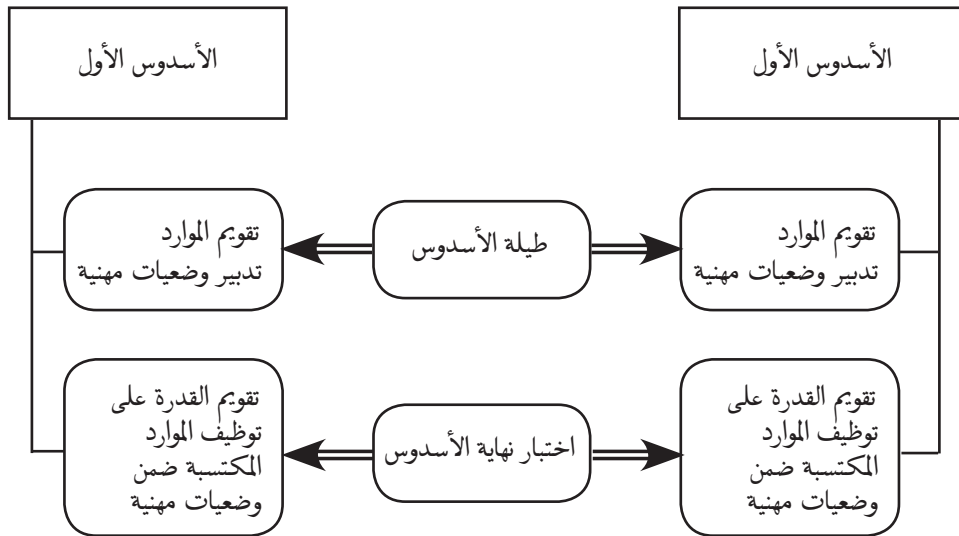 الأسدوس الأول
الأسدوس الأول
تقويم الموارد
تدبير وضعيات مهنية
طيلة الأسدوس
تقويم الموارد
تدبير وضعيات مهنية
تقويم القدرة على
توظيف الموارد
المكتسبة ضمن
وضعيات مهنية
اختبار نهاية الأسدوس
تقويم القدرة على
توظيف الموارد
المكتسبة ضمن
وضعيات مهنية